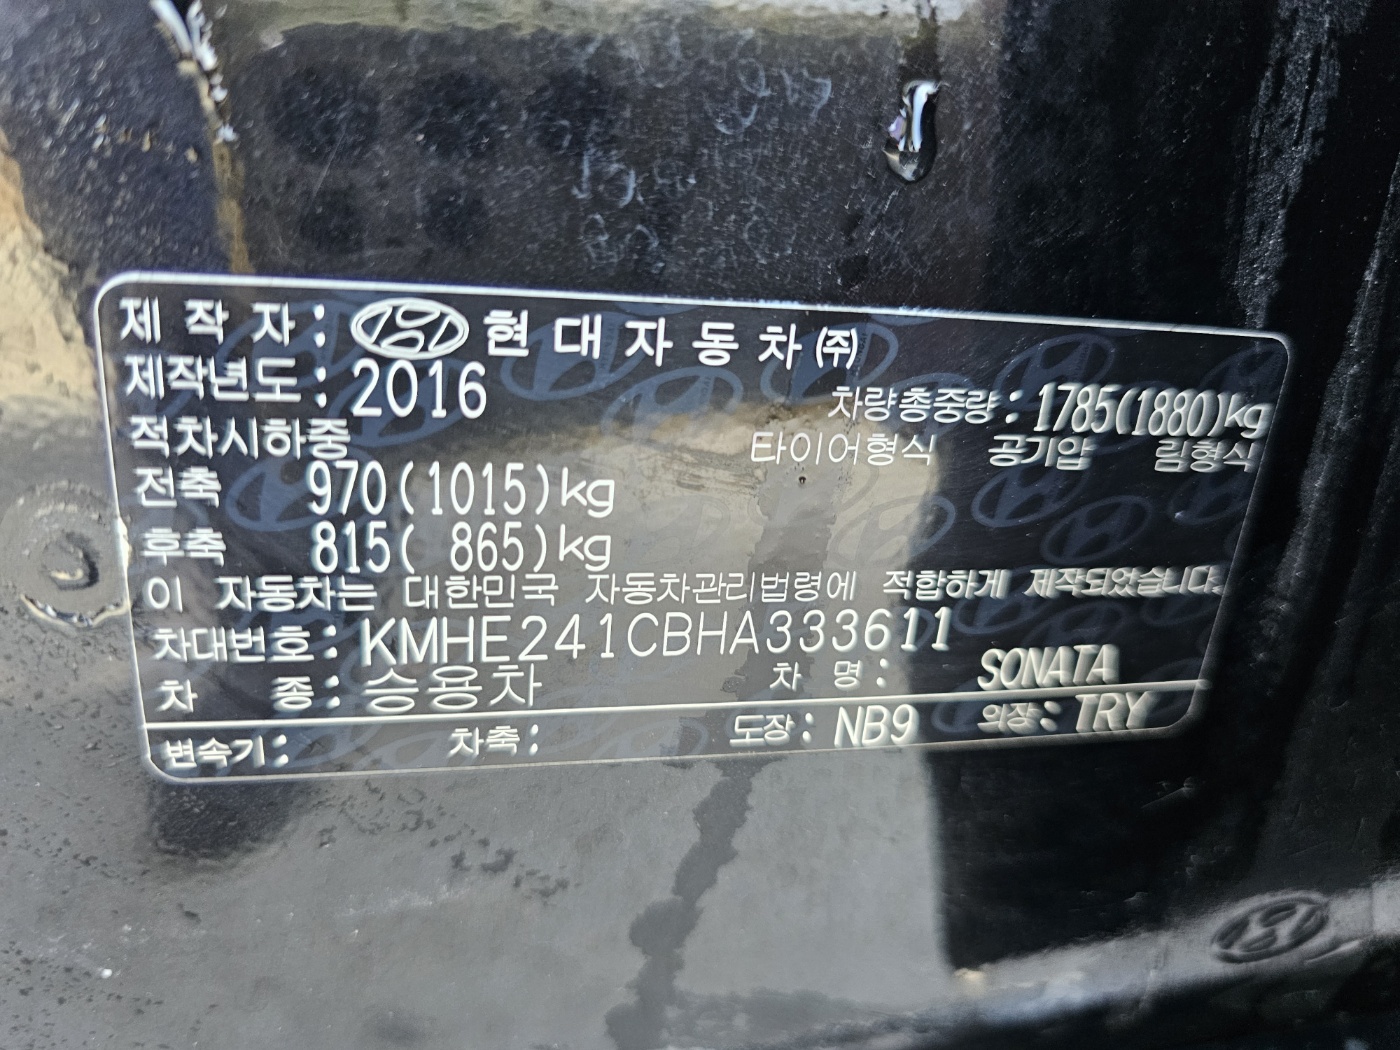 제 작 자 : 현 대 자 동 차 ㈜
제작년도 : 2016
차량총중량 : 1785(1880)kg
적차시하중
타이어형식 공기압 림형식
전축 970(1015)kg
후축 815( 865)kg
이 자동차는 대한민국 자동차관리법령에 적합하게 제작되었습니다.
차대번호 : KMHE241CBHA333611
차 종 : 승용차 차 명 : SONATA
변속기 : 차축 : 도장 : NB9 외장 : TRY